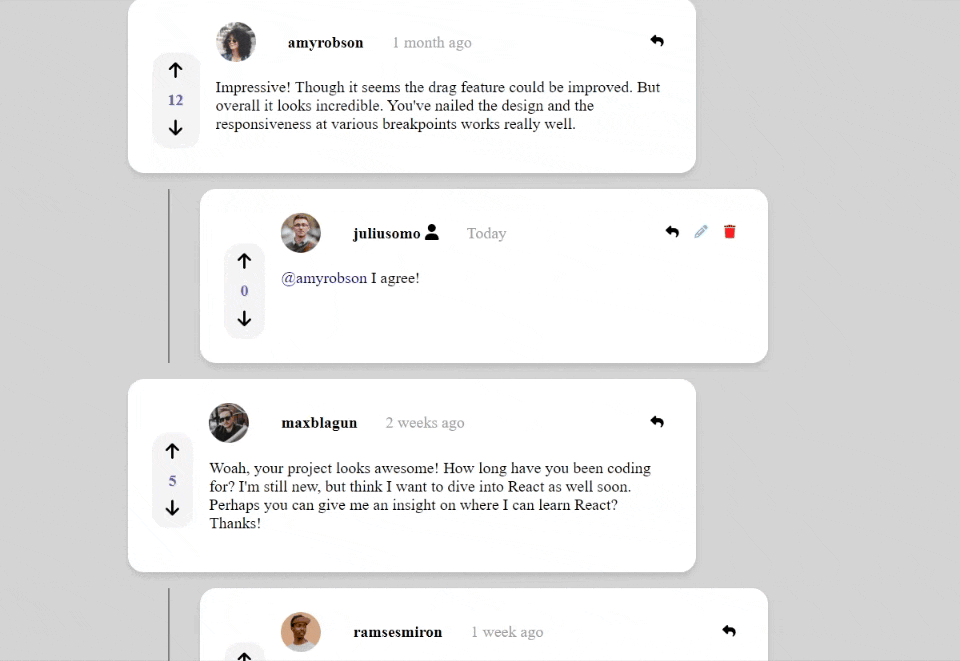 amyrobson 1 month ago
12
Impressive! Though it seems the drag feature could be improved. But
overall it looks incredible. You've nailed the design and the
responsiveness at various breakpoints works really well.
juliusomo Today
0
@amyrobson I agree!
maxblagun 2 weeks ago
5
Woah, your project looks awesome! How long have you been coding
for? I'm still new, but think I want to dive into React as well soon.
Perhaps you can give me an insight on where I can learn React?
Thanks!
ramsesmiron 1 week ago